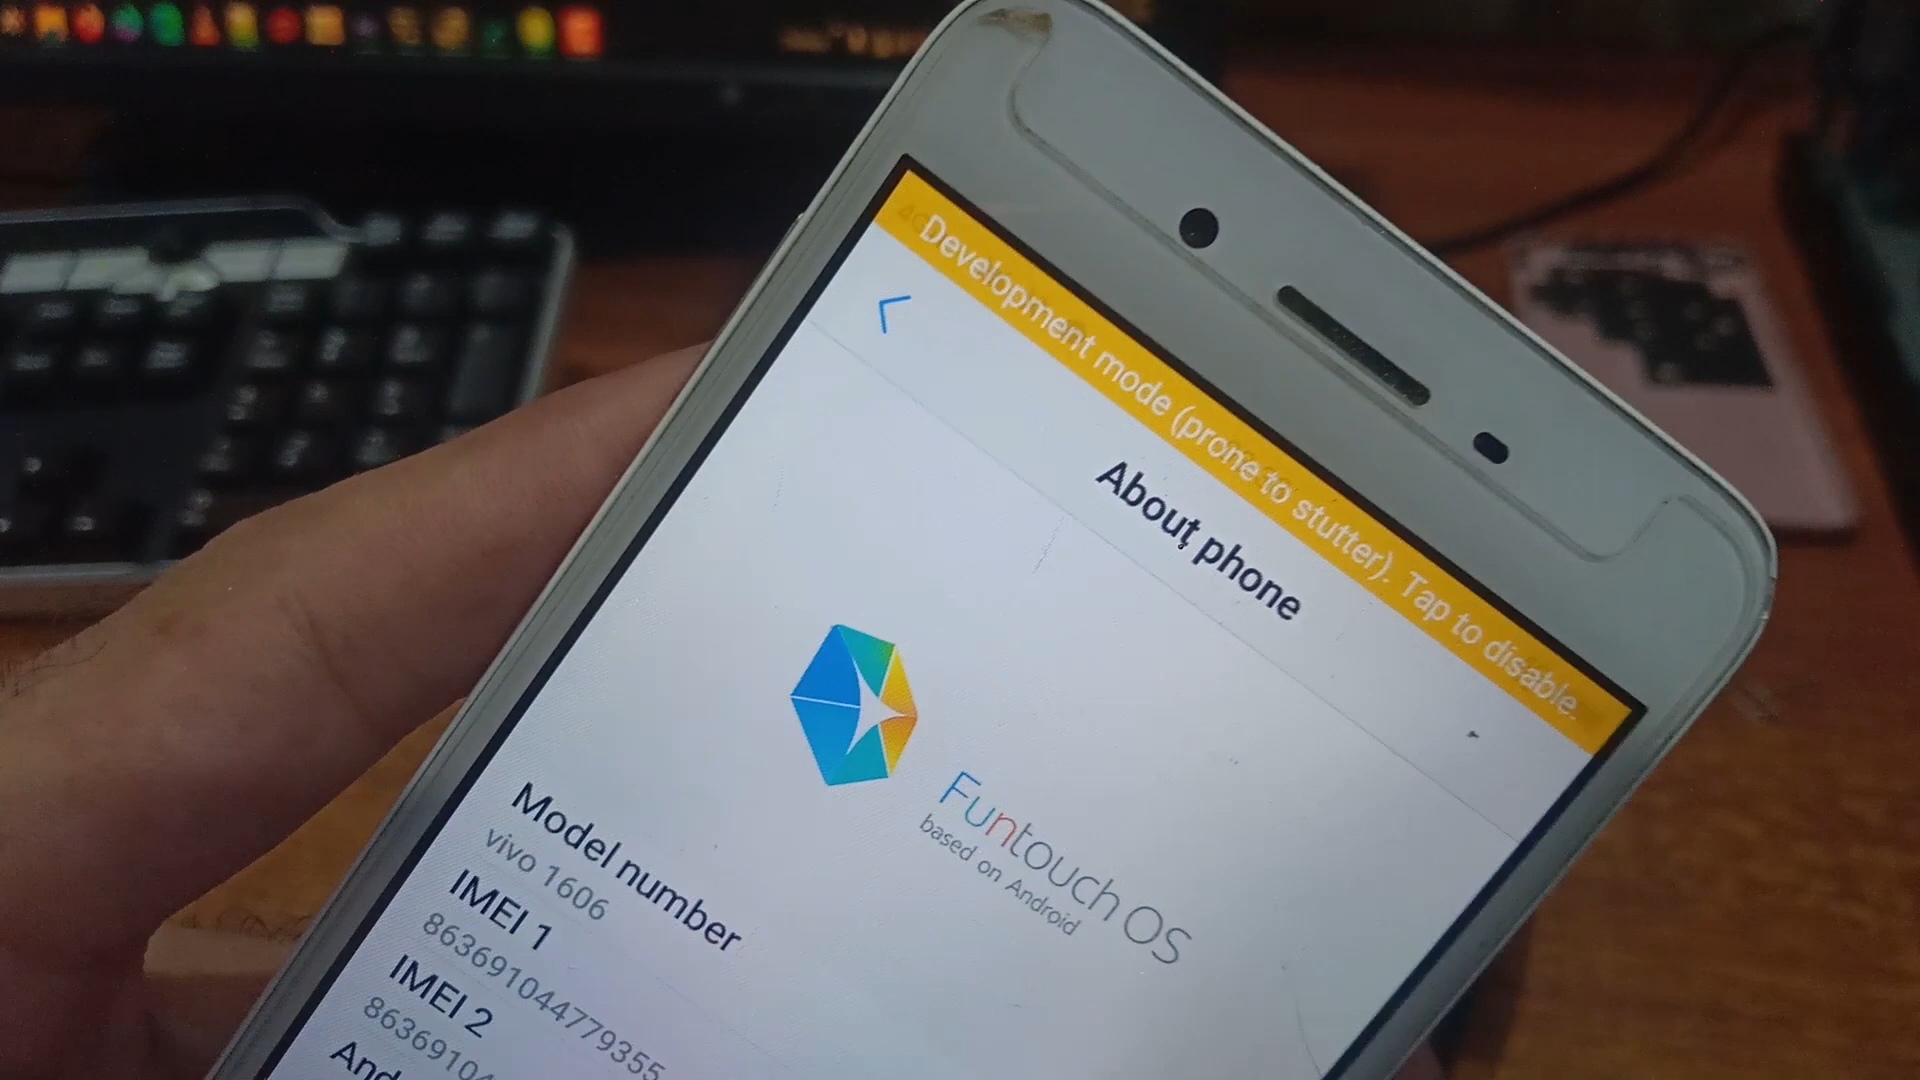 Development mode (prone to stutter). Tap to disable.
About phone
Funtouch OS
based on Android
Model number
vivo 1606
IMEI 1
863691044779355
IMEI 2